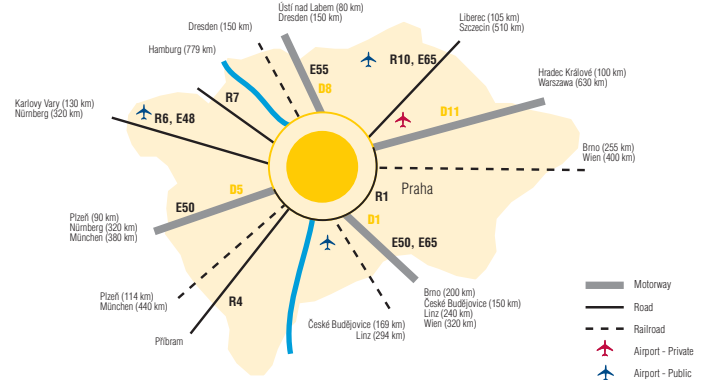 Ústí nad Labem (80 km)
Dresden (150 km)
Dresden (150 km)
Hamburg (779 km)
Liberec (105 km)
Szczecin (510 km)
E55
D8
R10, E65
Hradec Králové (100 km)
Warszawa (630 km)
R7
Karlovy Vary (130 km)
Nürnberg (320 km)
R6, E48
D11
Brno (255 km)
Wien (400 km)
D5
E50
R1
Praha
D1
E50, E65
Plzeň (90 km)
Nürnberg (320 km)
München (380 km)
Plzeň (114 km)
München (440 km)
R4
Příbram
České Budějovice (169 km)
Linz (294 km)
Brno (200 km)
České Budějovice (150 km)
Linz (240 km)
Wien (320 km)
Motorway
Road
Railroad
Airport - Private
Airport - Public